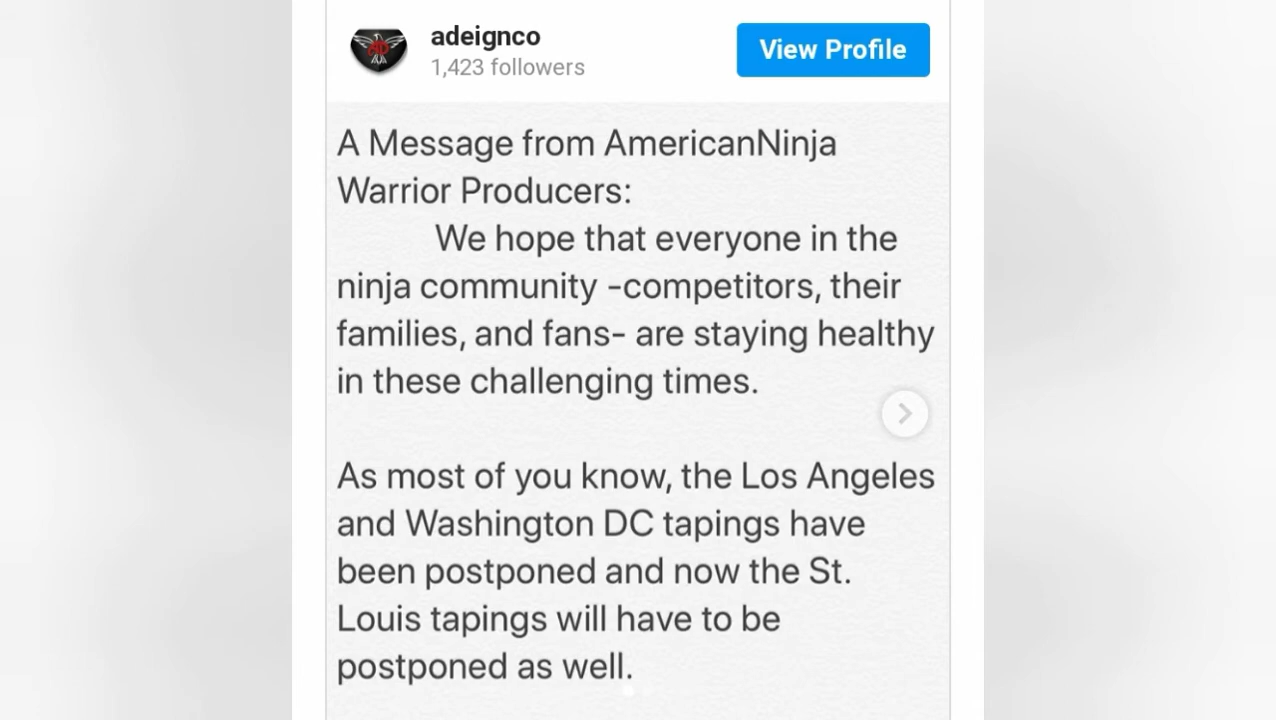 adeignco
1,423 followers
View Profile
A Message from AmericanNinja
Warrior Producers:
We hope that everyone in the
ninja community -competitors, their
families, and fans- are staying healthy
in these challenging times.
As most of you know, the Los Angeles
and Washington DC tapings have
been postponed and now the St.
Louis tapings will have to be
postponed as well.